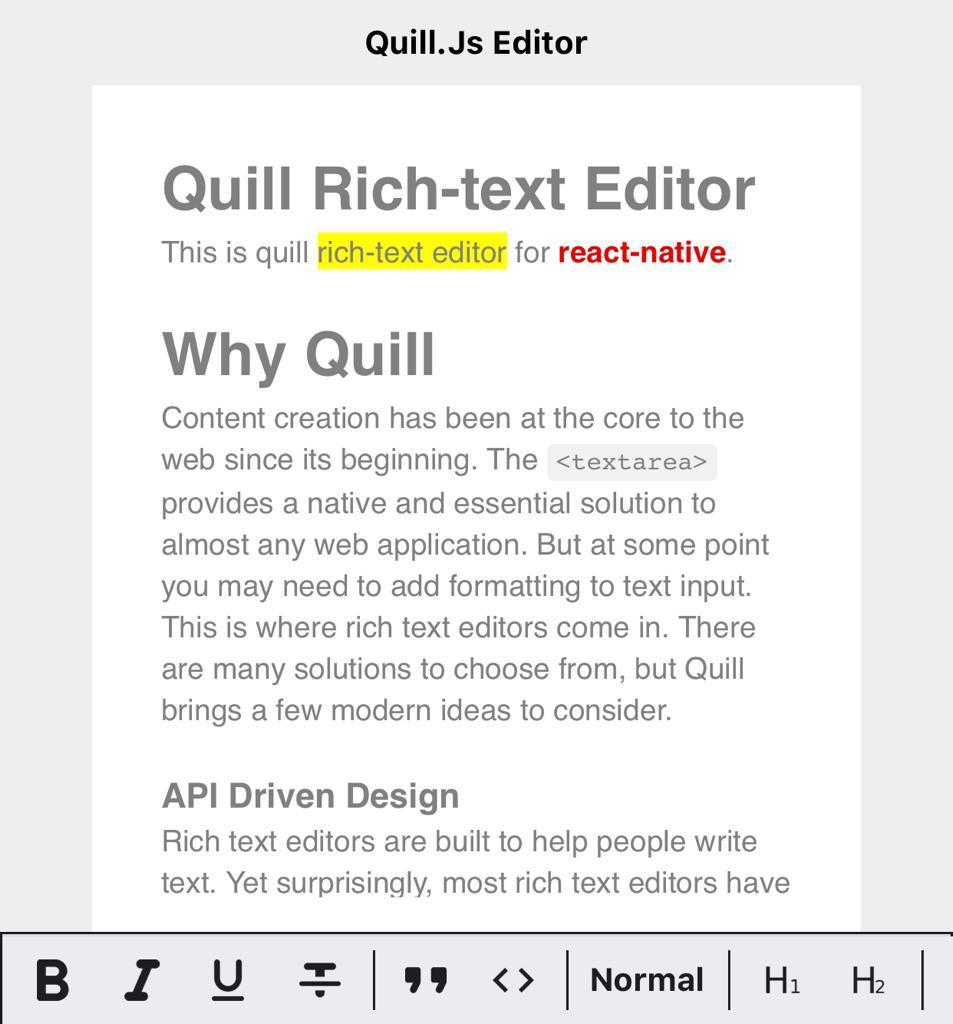 Quill.Js Editor
Quill Rich-text Editor
This is quill rich-text editor for react-native.
Why Quill
Content creation has been at the core to the
web since its beginning. The <textarea>
provides a native and essential solution to
almost any web application. But at some point
you may need to add formatting to text input.
This is where rich text editors come in. There
are many solutions to choose from, but Quill
brings a few modern ideas to consider.
API Driven Design
Rich text editors are built to help people write
text. Yet surprisingly, most rich text editors have
B I U T " <> Normal H1 H2